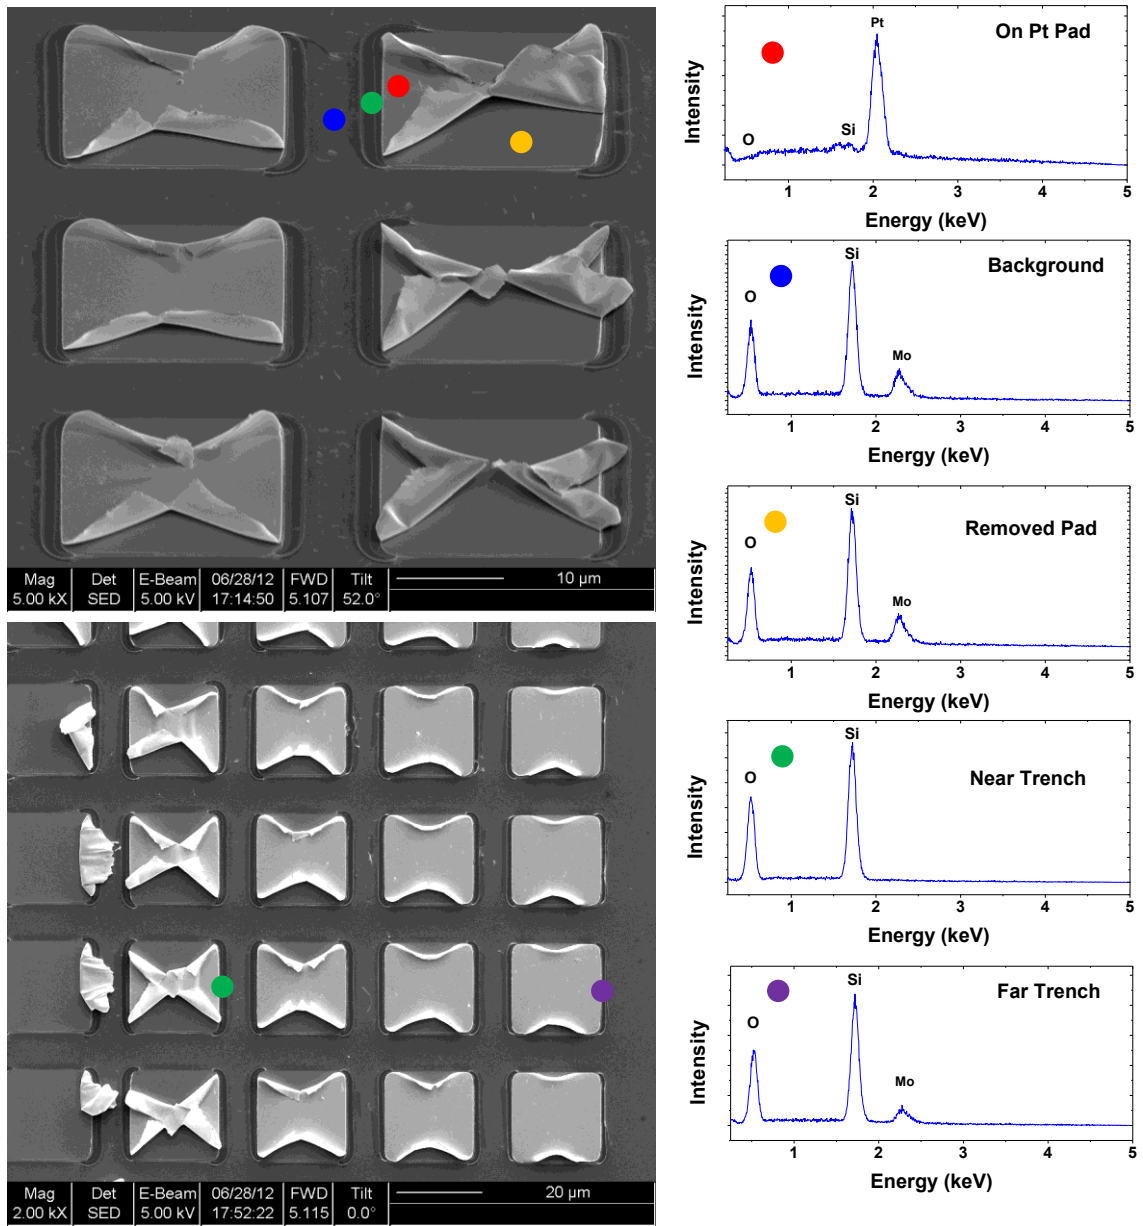 Mag Det E-Beam 06/28/12 FWD Tilt 10 µm
5.00 kX SED 5.00 kV 17:14:50 5.107 52.0°
Mag Det E-Beam 06/28/12 FWD Tilt 20 µm
2.00 kX SED 5.00 kV 17:52:22 5.115 0.0°
On Pt Pad
Pt
O Si
Intensity
1 2 3 4 5
Energy (keV)
Background
Si
O
Mo
Intensity
1 2 3 4 5
Energy (keV)
Removed Pad
Si
O
Mo
Intensity
1 2 3 4 5
Energy (keV)
Near Trench
Si
O
Intensity
1 2 3 4 5
Energy (keV)
Far Trench
Si
O
Mo
Intensity
1 2 3 4 5
Energy (keV)